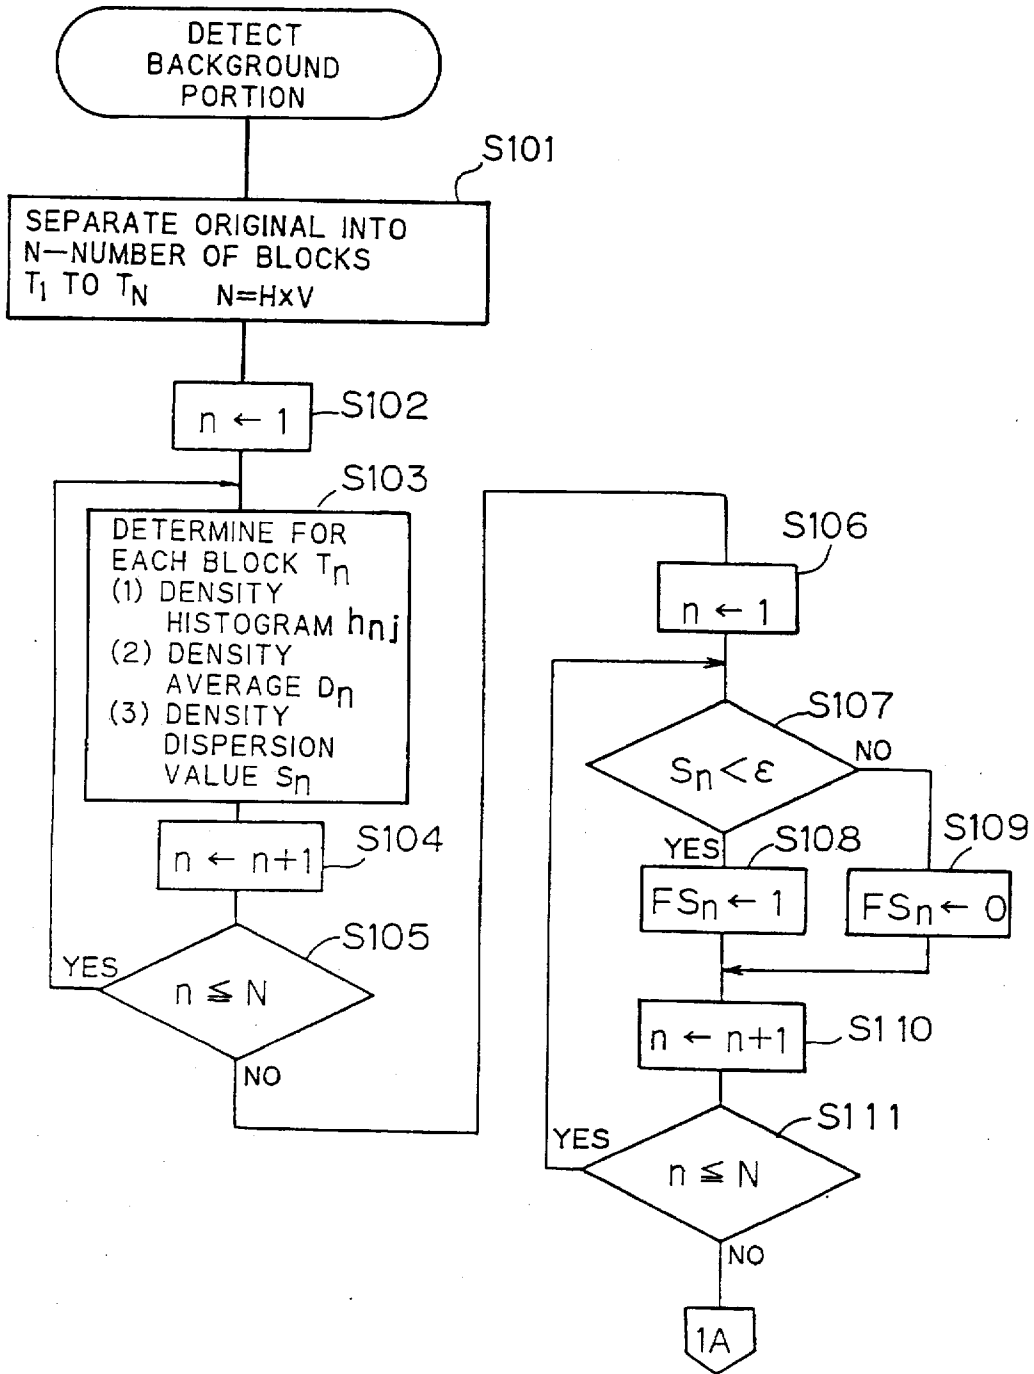 DETECT
BACKGROUND
PORTION
S101
SEPARATE ORIGINAL INTO
N—NUMBER OF BLOCKS
T1 TO TN N=H×V
S102
n ← 1
S103
DETERMINE FOR
EACH BLOCK Tn
(1) DENSITY
HISTOGRAM hnj
(2) DENSITY
AVERAGE Dn
(3) DENSITY
DISPERSION
VALUE Sn
S104
n ← n+1
S105
YES
n ≦ N
NO
S106
n ← 1
S107
Sn < ε
NO
YES
S108
FSn ← 1
S109
FSn ← 0
S110
n ← n+1
S111
YES
n ≦ N
NO
1A